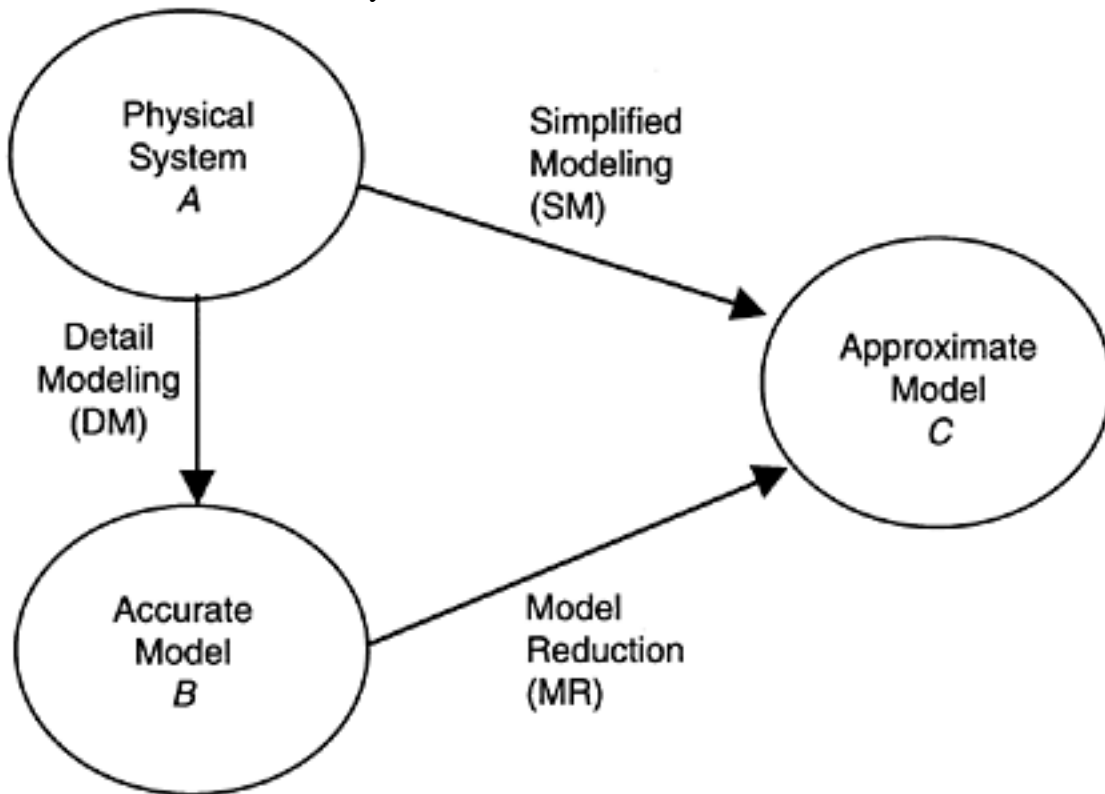 Physical
System
A
Simplified
Modeling
(SM)
Detail
Modeling
(DM)
Approximate
Model
C
Accurate
Model
B
Model
Reduction
(MR)